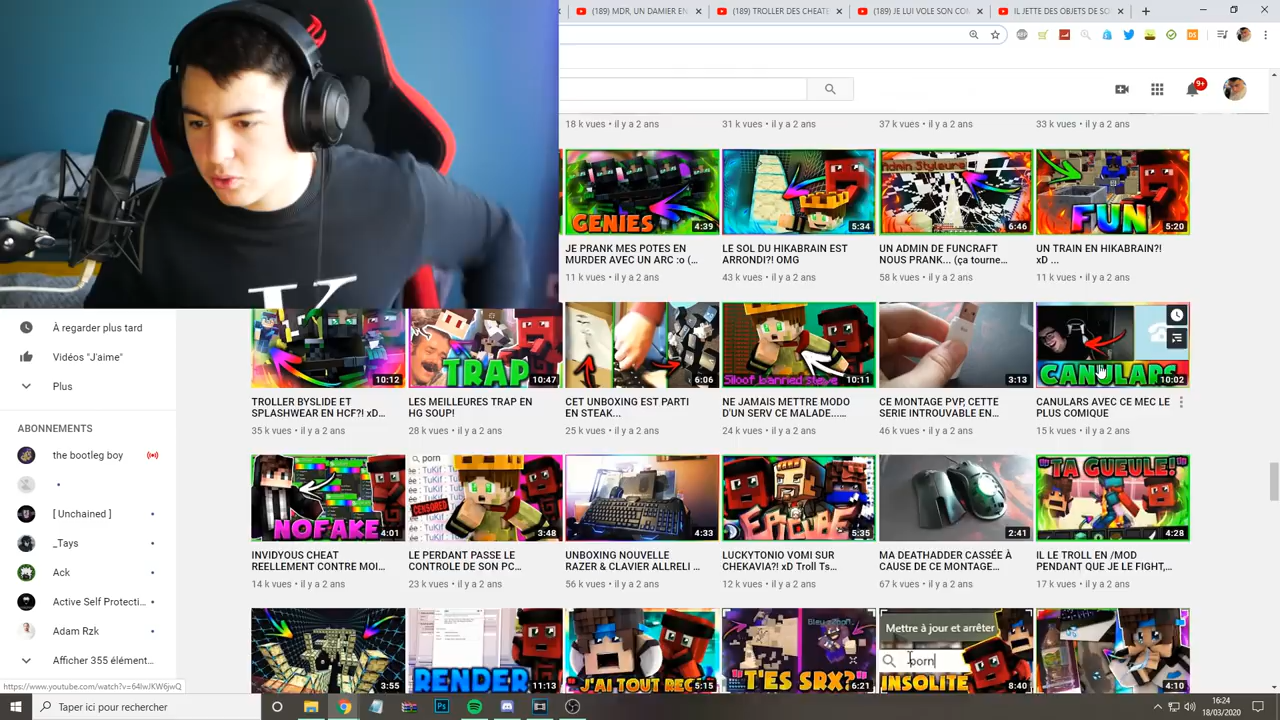 (189) MDR, UN DAMIER EN
(189) TROLLER DES CHEATE
(189) JE LUI VOLE SON COM
IL JETTE DES OBJETS DE SO
9+
18 k vues • il y a 2 ans
31 k vues • il y a 2 ans
37 k vues • il y a 2 ans
33 k vues • il y a 2 ans
GENIES
4:39
5:34
6:46
FUN
5:20
JE PRANK MES POTES EN
MURDER AVEC UN ARC :o (...
LE SOL DU HIKABRAIN EST
ARRONDI?! OMG
UN ADMIN DE FUNCRAFT
NOUS PRANK... (ça tourne...
UN TRAIN EN HIKABRAIN?!
xD ...
11 k vues • il y a 2 ans
43 k vues • il y a 2 ans
58 k vues • il y a 2 ans
11 k vues • il y a 2 ans
À regarder plus tard
Vidéos "J'aime"
Plus
10:12
TRAP
10:47
6:06
10:11
3:13
CANULARS
10:02
TROLLER BYSLIDE ET
SPLASHWEAR EN HCF?! xD...
LES MEILLEURES TRAP EN
HG SOUP!
CET UNBOXING EST PARTI
EN STEAK...
NE JAMAIS METTRE MODO
D'UN SERV CE MALADE......
CE MONTAGE PVP, CETTE
SERIE INTROUVABLE EN...
CANULARS AVEC CE MEC LE
PLUS COMIQUE
35 k vues • il y a 2 ans
28 k vues • il y a 2 ans
25 k vues • il y a 2 ans
24 k vues • il y a 2 ans
46 k vues • il y a 2 ans
15 k vues • il y a 2 ans
ABONNEMENTS
the bootleg boy
[ Unchained ]
_Tays
Ack
Active Self Protecti...
Adam Rzk
Afficher 355 élément...
NOFAKE
4:01
porn
TuKif
CENSORED
3:48
4:33
5:35
2:41
TA GUEULE!
4:28
INVIDYOUS CHEAT
REELLEMENT CONTRE MOI...
LE PERDANT PASSE LE
CONTROLE DE SON PC...
UNBOXING NOUVELLE
RAZER & CLAVIER ALLRELI ...
LUCKYTONIO VOMI SUR
CHEKAVIA?! xD Troll Ts...
MA DEATHADDER CASSÉE À
CAUSE DE CE MONTAGE...
IL LE TROLL EN /MOD
PENDANT QUE JE LE FIGHT,...
14 k vues • il y a 2 ans
23 k vues • il y a 2 ans
56 k vues • il y a 2 ans
12 k vues • il y a 2 ans
67 k vues • il y a 2 ans
17 k vues • il y a 2 ans
3:55
RENDER
11:13
J'AI TOUT REC
5:15
T'ES SRX?
6:21
ettre à jour et arrêter
porn
INSOLITE
8:40
4:10
https://www.youtube.com/watch?v=64IwJKW6jwQ
Taper ici pour rechercher
16:24
18/03/2020